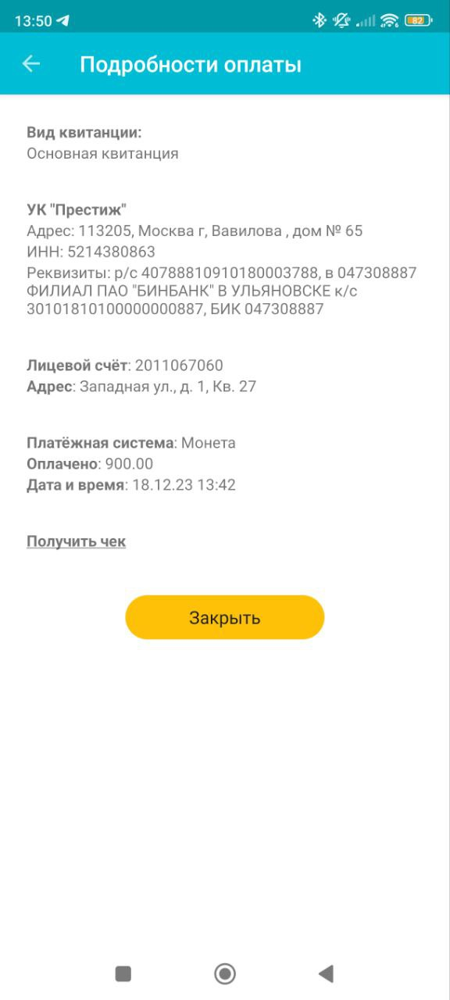 13:50
82
Подробности оплаты
Вид квитанции:
Основная квитанция
УК "Престиж"
Адрес: 113205, Москва г, Вавилова , дом № 65
ИНН: 5214380863
Реквизиты: р/с 40788810910180003788, в 047308887
ФИЛИАЛ ПАО "БИНБАНК" В УЛЬЯНОВСКЕ к/с
30101810100000000887, БИК 047308887
Лицевой счёт: 2011067060
Адрес: Западная ул., д. 1, Кв. 27
Платёжная система: Монета
Оплачено: 900.00
Дата и время: 18.12.23 13:42
Получить чек
Закрыть